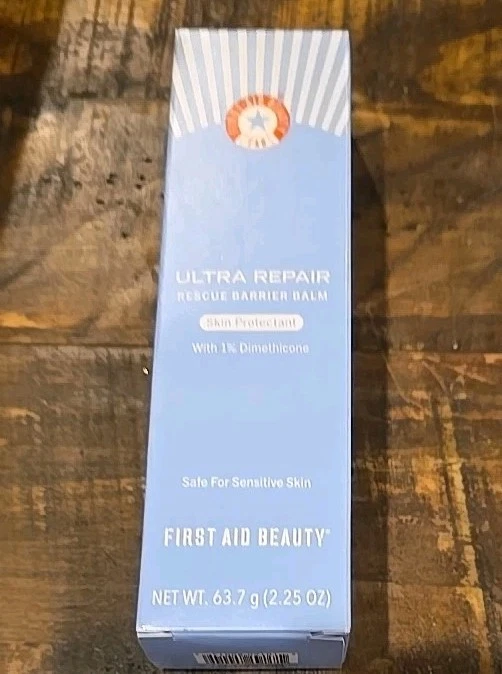 ULTRA REPAIR
RESCUE BARRIER BALM
Skin Protectant
With 1% Dimethicone
Safe For Sensitive Skin
FIRST AID BEAUTY®
NET WT. 63.7 g (2.25 OZ)